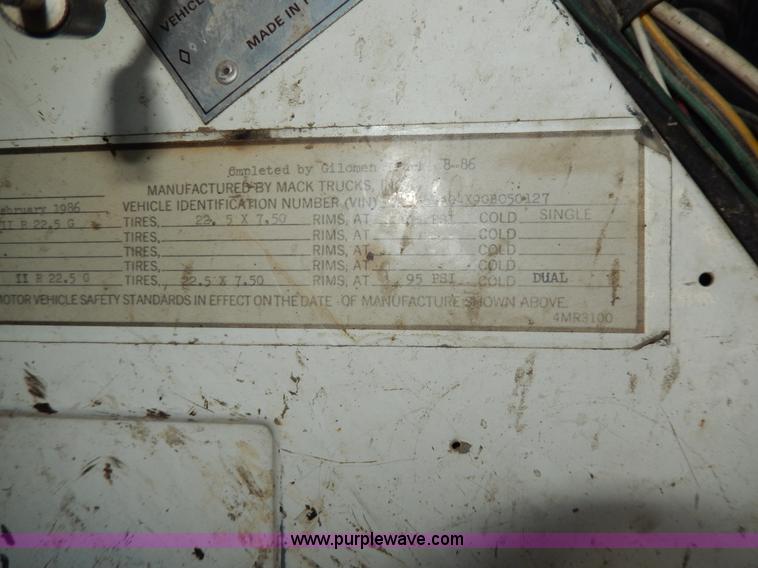 VEHICLE
MADE IN
Completed by Gilomen 8-86
MANUFACTURED BY MACK TRUCKS,
February 1986 VEHICLE IDENTIFICATION NUMBER (VIN)
II R 22.5 G TIRES, 22.5 X 7.50 RIMS, AT PSI COLD SINGLE
TIRES, RIMS, AT COLD
TIRES, RIMS, AT COLD
TIRES, RIMS, AT COLD
II R 22.5 G TIRES, 22.5 X 7.50 RIMS, AT 95 PSI COLD DUAL
MOTOR VEHICLE SAFETY STANDARDS IN EFFECT ON THE DATE OF MANUFACTURE SHOWN ABOVE.
4MR3100
www.purplewave.com